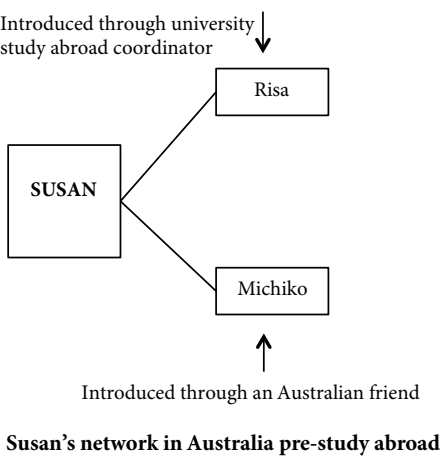 Introduced through university
study abroad coordinator
Risa
SUSAN
Michiko
Introduced through an Australian friend
Susan’s network in Australia pre-study abroad